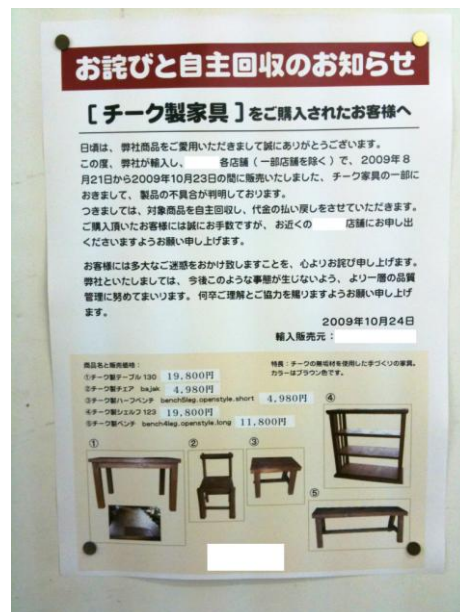 お詫びと自主回収のお知らせ
［チーク製家具］をご購入されたお客様へ
日頃は、弊社商品をご愛用いただきまして誠にありがとうございます。
この度、弊社が輸入し、 各店舗（一部店舗を除く）で、2009年8
月21日から2009年10月23日の間に販売いたしました、チーク家具の一部に
おきまして、製品の不具合が判明しております。
つきましては、対象商品を自主回収し、代金の払い戻しをさせていただきます。
ご購入頂いたお客様には誠にお手数ですが、お近くの 店舗にお申し出
くださいますようお願い申し上げます。
お客様には多大なご迷惑をおかけ致しますことを、心よりお詫び申し上げます。
弊社といたしましては、今後このような事態が生じないよう、より一層の品質
管理に努めてまいります。何卒ご理解とご協力を賜りますようお願い申し上げ
ます。
2009年10月24日
輸入販売元：
商品名と販売価格：
①チーク製テーブル 130 19,800円
②チーク製チェア bajak 4,980円
③チーク製ハーフベンチ bench5leg.openstyle.short 4,980円
④チーク製シェルフ 123 19,800円
⑤チーク製ベンチ bench4leg.openstyle.long 11,800円
特長：チークの無垢材を使用した手づくりの家具。
カラーはブラウン色です。
①
②
③
④
⑤